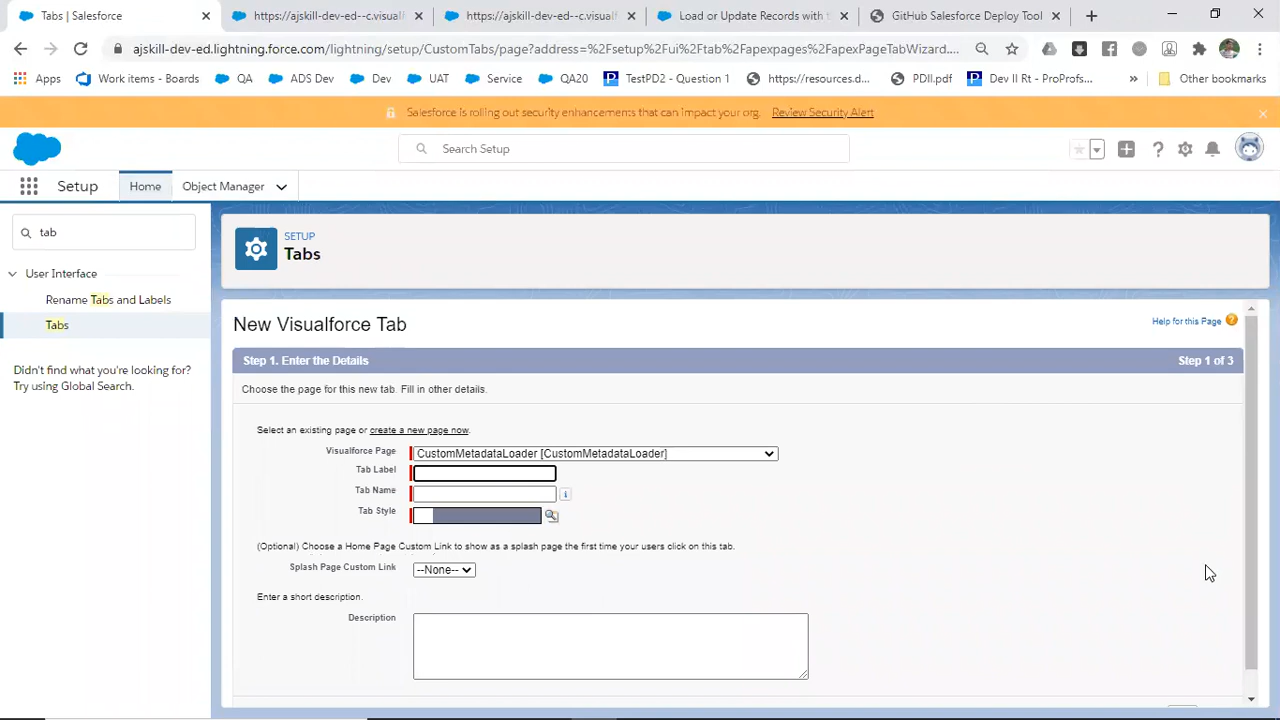 Tabs | Salesforce
https://ajskill-dev-ed--c.visualf
https://ajskill-dev-ed--c.visualf
Load or Update Records with t
GitHub Salesforce Deploy Tool
ajskill-dev-ed.lightning.force.com/lightning/setup/CustomTabs/page?address=%2Fsetup%2Fui%2Ftab%2Fapexpages%2FapexPageTabWizard....
Apps
Work items - Boards
QA
ADS Dev
Dev
UAT
Service
QA20
TestPD2 - Question 1
https://resources.d...
PDII.pdf
Dev II Rt - ProProfs...
»
Other bookmarks
Salesforce is rolling out security enhancements that can impact your org. Review Security Alert
Search Setup
Setup
Home
Object Manager
tab
User Interface
Rename Tabs and Labels
Tabs
Didn't find what you're looking for?
Try using Global Search.
SETUP
Tabs
New Visualforce Tab
Help for this Page
Step 1. Enter the Details
Step 1 of 3
Choose the page for this new tab. Fill in other details.
Select an existing page or create a new page now.
Visualforce Page
CustomMetadataLoader [CustomMetadataLoader]
Tab Label
Tab Name
Tab Style
(Optional) Choose a Home Page Custom Link to show as a splash page the first time your users click on this tab.
Splash Page Custom Link
--None--
Enter a short description.
Description